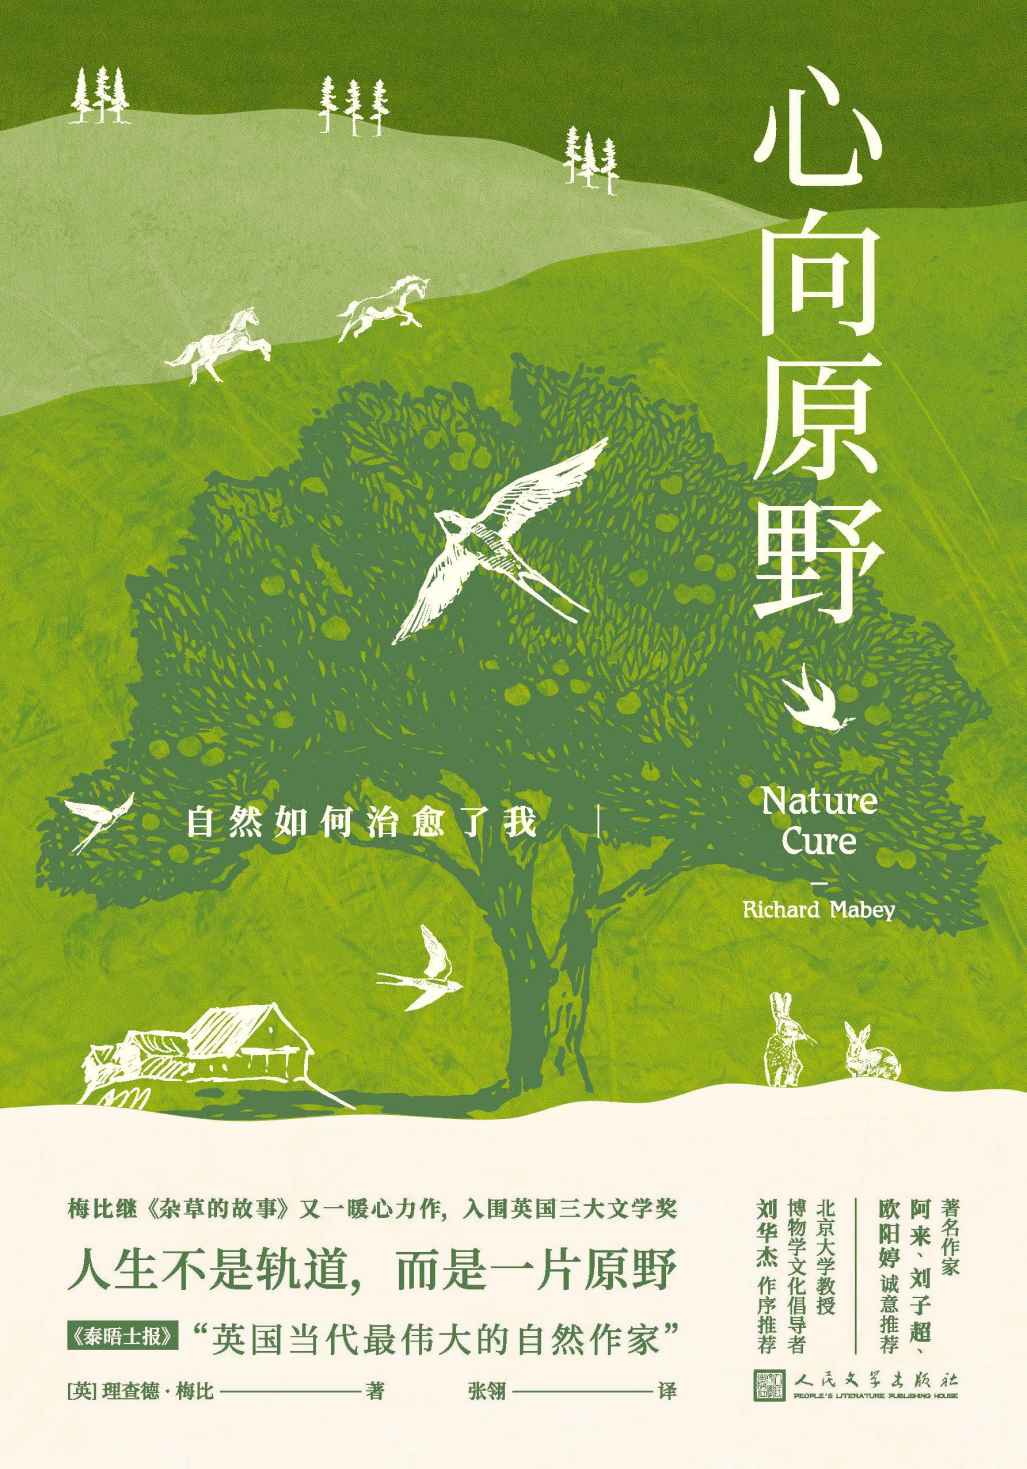 心向原野
自然如何治愈了我
Nature
Cure
Richard Mabey
梅比继《杂草的故事》又一暖心力作，入围英国三大文学奖
人生不是轨道，而是一片原野
《泰晤士报》“英国当代最伟大的自然作家”
[英] 理查德·梅比 著
张翎 译
著名作家
阿来、刘子超、
欧阳婷 诚意推荐
北京大学教授
博物学文化倡导者
刘华杰 作序推荐
人民文学出版社
PEOPLE'S LITERATURE PUBLISHING HOUSE